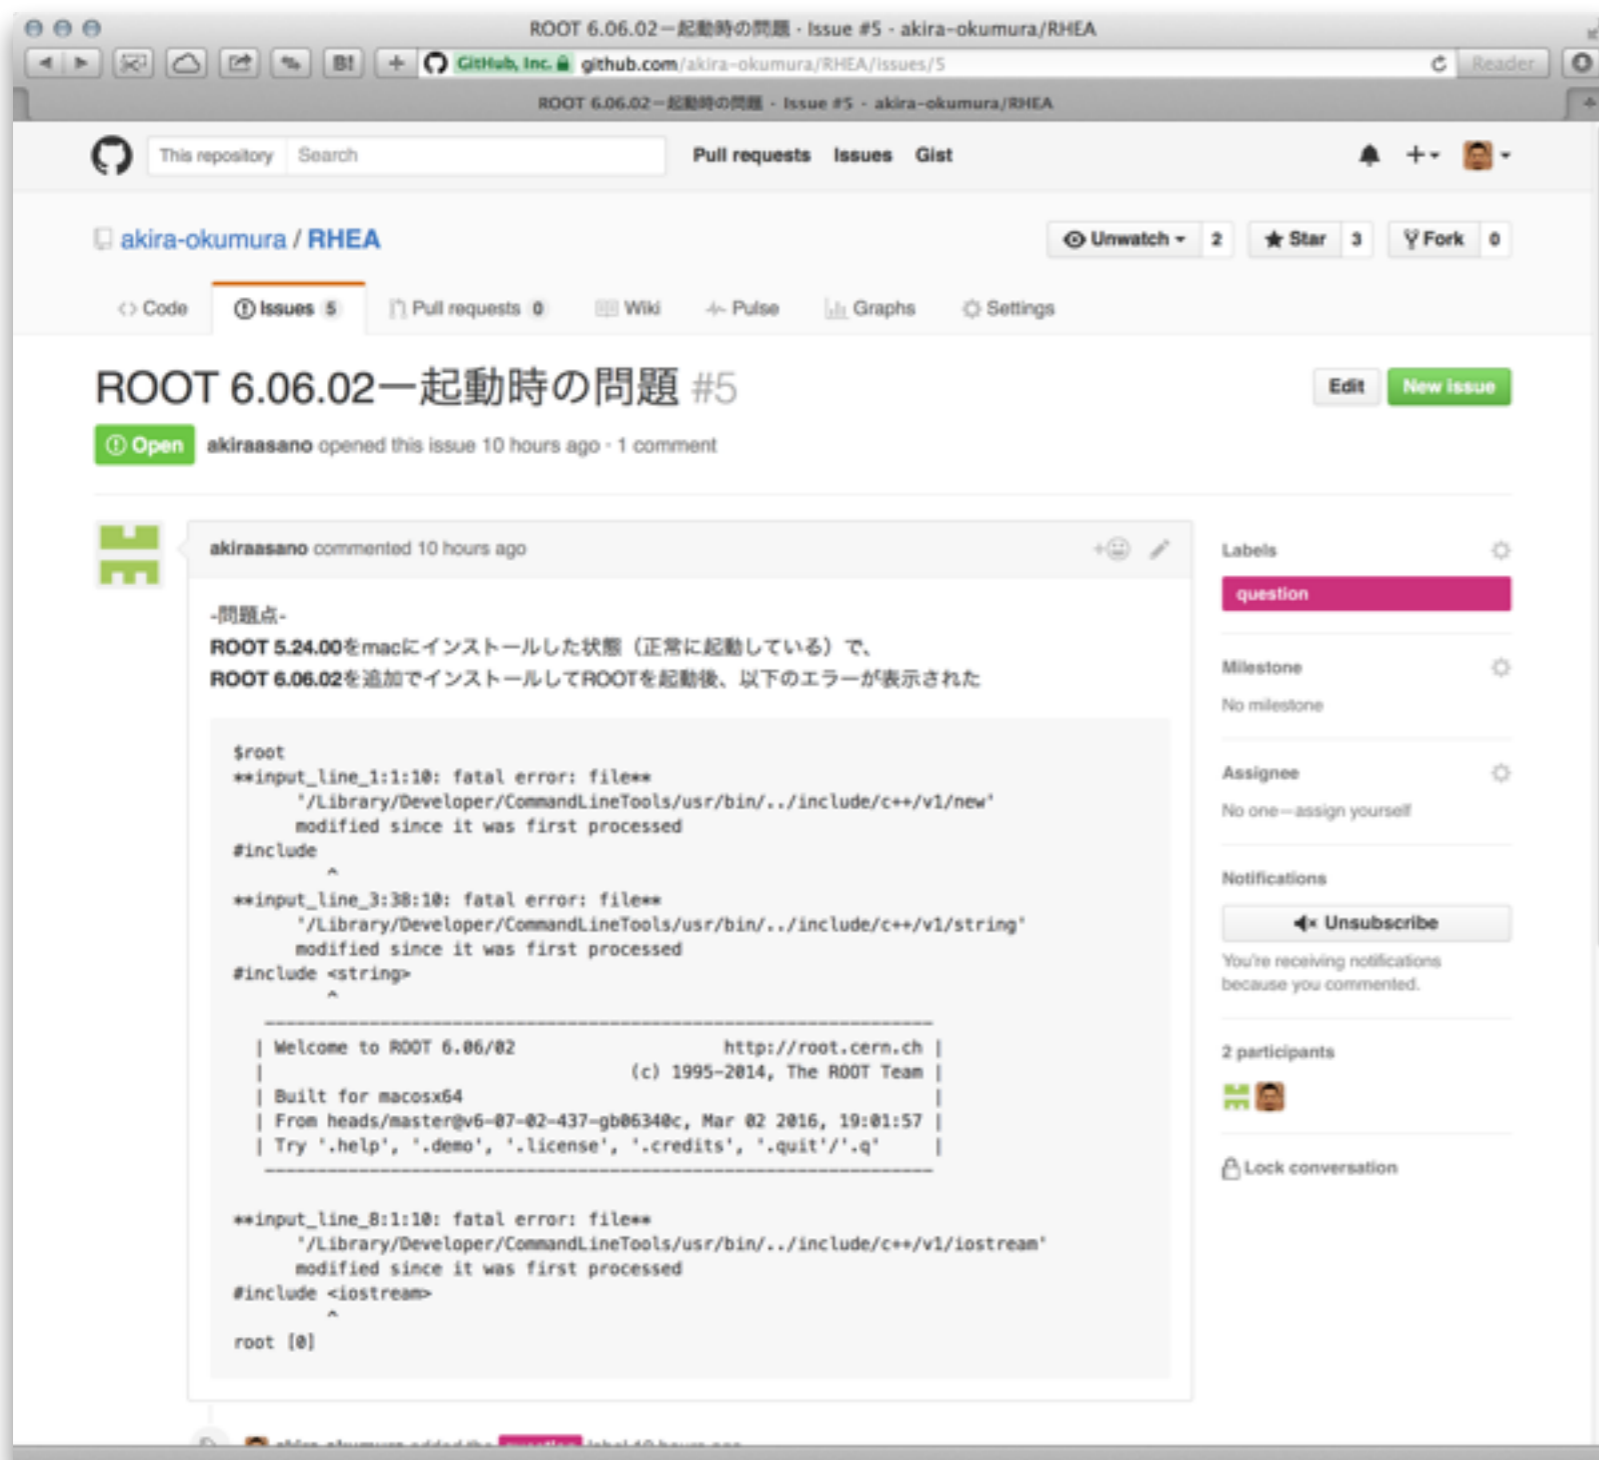 ROOT 6.06.02ー起動時の問題 · Issue #5 · akira-okumura/RHEA
B! + GitHub, Inc. github.com/akira-okumura/RHEA/issues/5 Reader
ROOT 6.06.02ー起動時の問題 · Issue #5 · akira-okumura/RHEA
This repository Search Pull requests Issues Gist
akira-okumura / RHEA Unwatch 2 Star 3 Fork 0
Code Issues 5 Pull requests 0 Wiki Pulse Graphs Settings
ROOT 6.06.02ー起動時の問題 #5 Edit New issue
Open akiraasano opened this issue 10 hours ago · 1 comment
akiraasano commented 10 hours ago
-問題点-
ROOT 5.24.00をmacにインストールした状態（正常に起動している）で、
ROOT 6.06.02を追加でインストールしてROOTを起動後、以下のエラーが表示された
$root
**input_line_1:1:10: fatal error: file**
'/Library/Developer/CommandLineTools/usr/bin/../include/c++/v1/new'
modified since it was first processed
#include
^
**input_line_3:38:10: fatal error: file**
'/Library/Developer/CommandLineTools/usr/bin/../include/c++/v1/string'
modified since it was first processed
#include <string>
^
| Welcome to ROOT 6.06/02 http://root.cern.ch |
| (c) 1995-2014, The ROOT Team |
| Built for macosx64 |
| From heads/master@v6-07-02-437-gb06340c, Mar 02 2016, 19:01:57 |
| Try '.help', '.demo', '.license', '.credits', '.quit'/'.q' |
**input_line_8:1:10: fatal error: file**
'/Library/Developer/CommandLineTools/usr/bin/../include/c++/v1/iostream'
modified since it was first processed
#include <iostream>
^
root [0]
Labels
question
Milestone
No milestone
Assignee
No one—assign yourself
Notifications
Unsubscribe
You're receiving notifications
because you commented.
2 participants
Lock conversation
akira-okumura added the question label 10 hours ago